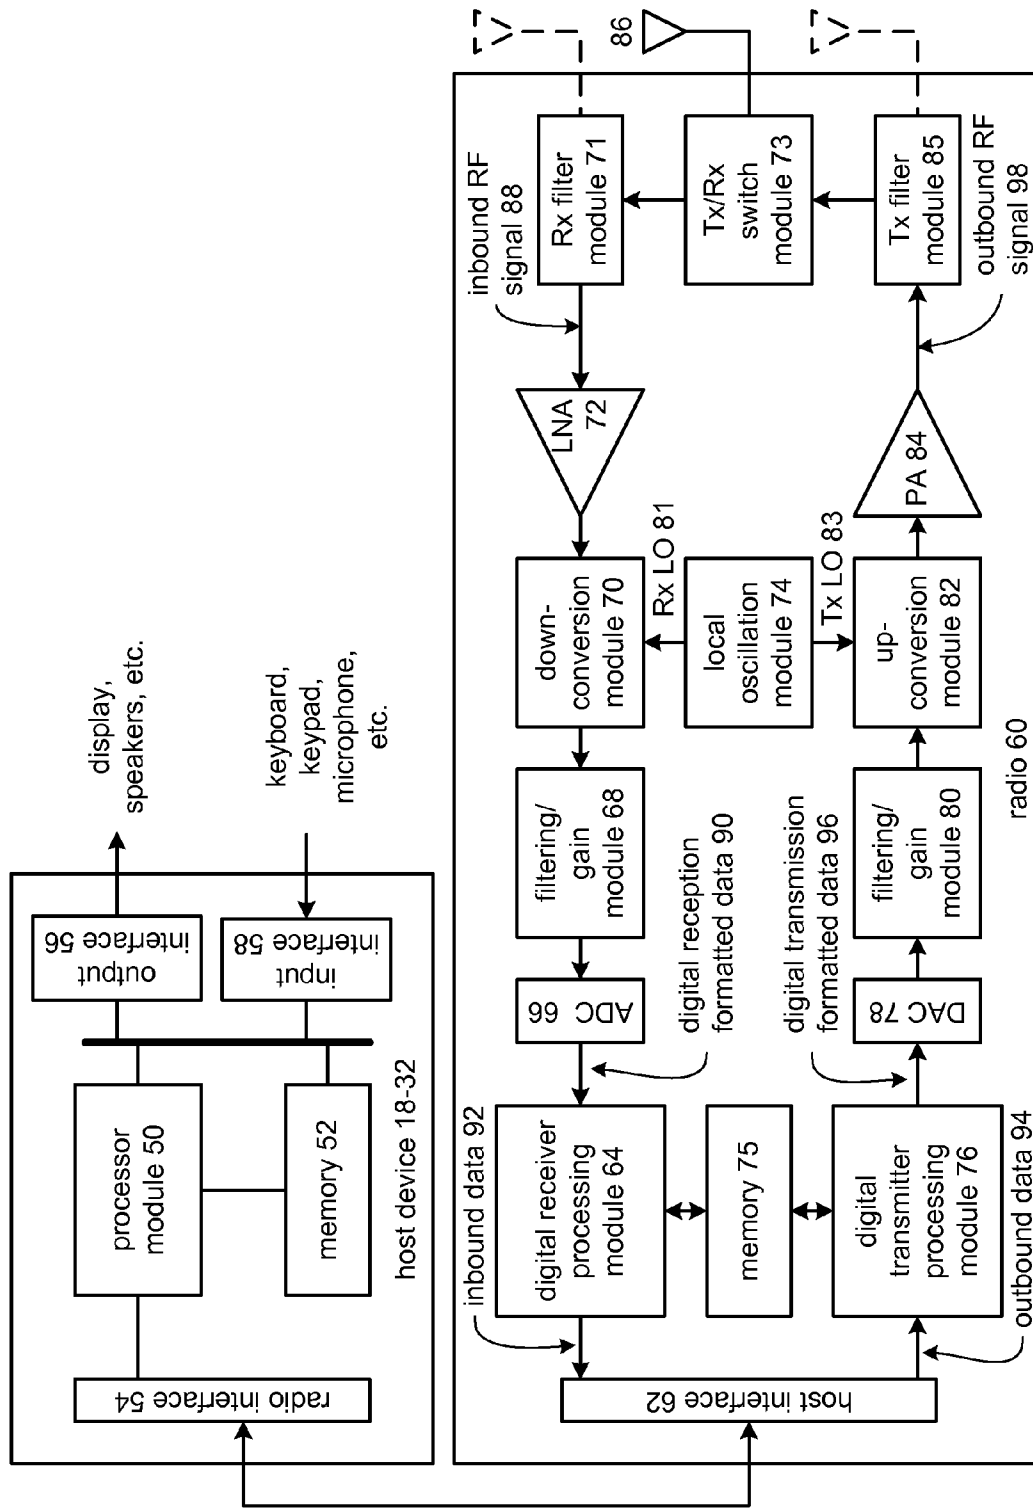 display,
speakers, etc.
keyboard,
keypad,
microphone,
etc.
output
interface 56
input
interface 58
processor
module 50
memory 52
radio interface 54
host device 18-32
86
inbound RF
signal 88
Rx filter
module 71
Tx/Rx
switch
module 73
Tx filter
module 85
outbound RF
signal 98
LNA
72
PA 84
down-
conversion
module 70
Rx LO 81
local
oscillation
module 74
Tx LO 83
up-
conversion
module 82
filtering/
gain
module 68
digital reception
formatted data 90
digital transmission
formatted data 96
filtering/
gain
module 80
ADC 66
DAC 78
inbound data 92
digital receiver
processing
module 64
memory 75
digital
transmitter
processing
module 76
outbound data 94
host interface 62
radio 60